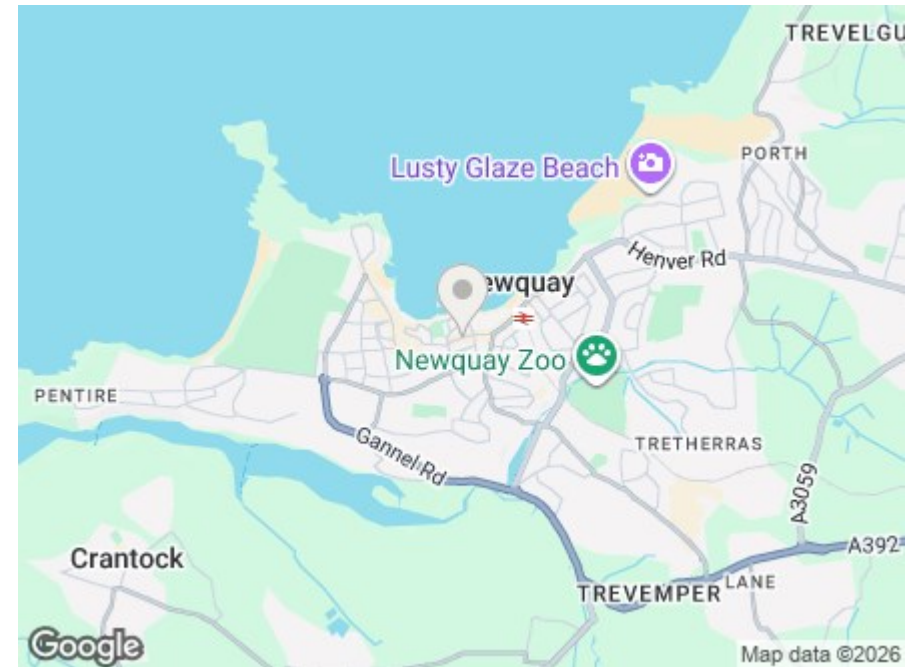 TREVELGU
PORTH
Lusty Glaze Beach
Henver Rd
ewquay
Newquay Zoo
PENTIRE
TRETHERRAS
Gannel Rd
A3059
Crantock
A392
TREVEMPER
LANE
Google
Map data ©2026